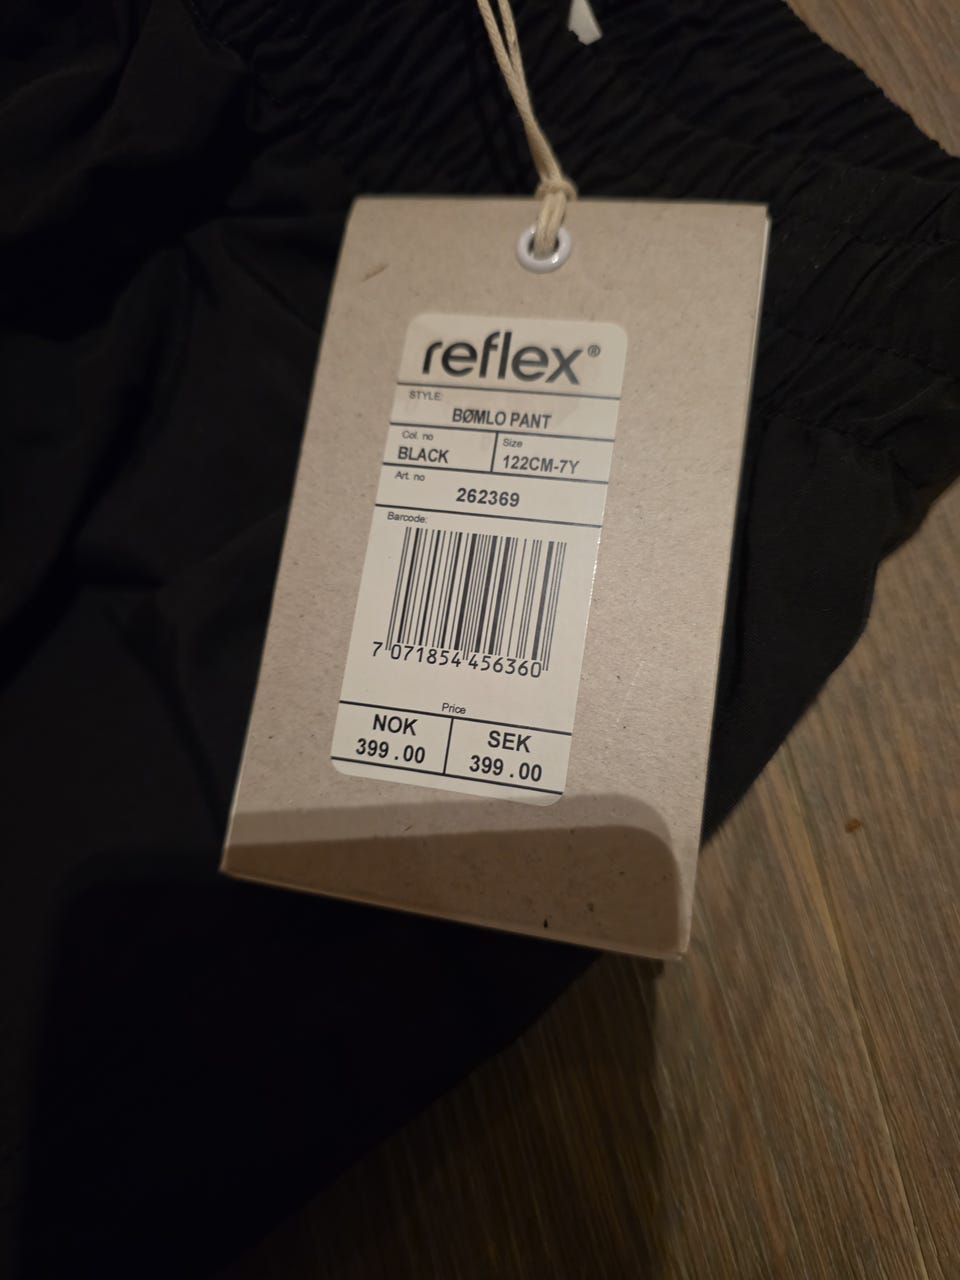 reflex®
STYLE:
BØMLO PANT
Col. no
BLACK
Size
122CM-7Y
Art. no
262369
Barcode:
7 071854 456360
Price
NOK
399.00
SEK
399.00